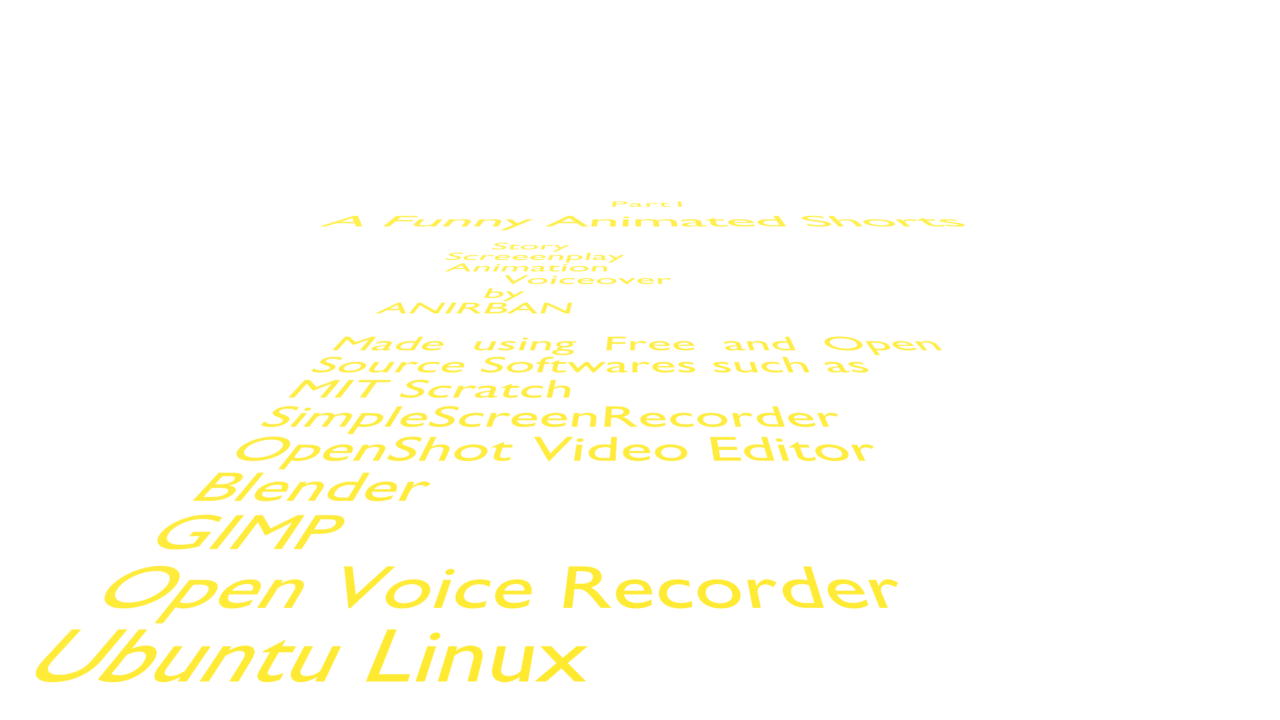 Part1
A Funny Animated Shorts
Story
Screeenplay
Animation
Voiceover
by
ANIRBAN
Made using Free and Open
Source Softwares such as
MIT Scratch
SimpleScreenRecorder
OpenShot Video Editor
Blender
GIMP
Open Voice Recorder
Ubuntu Linux